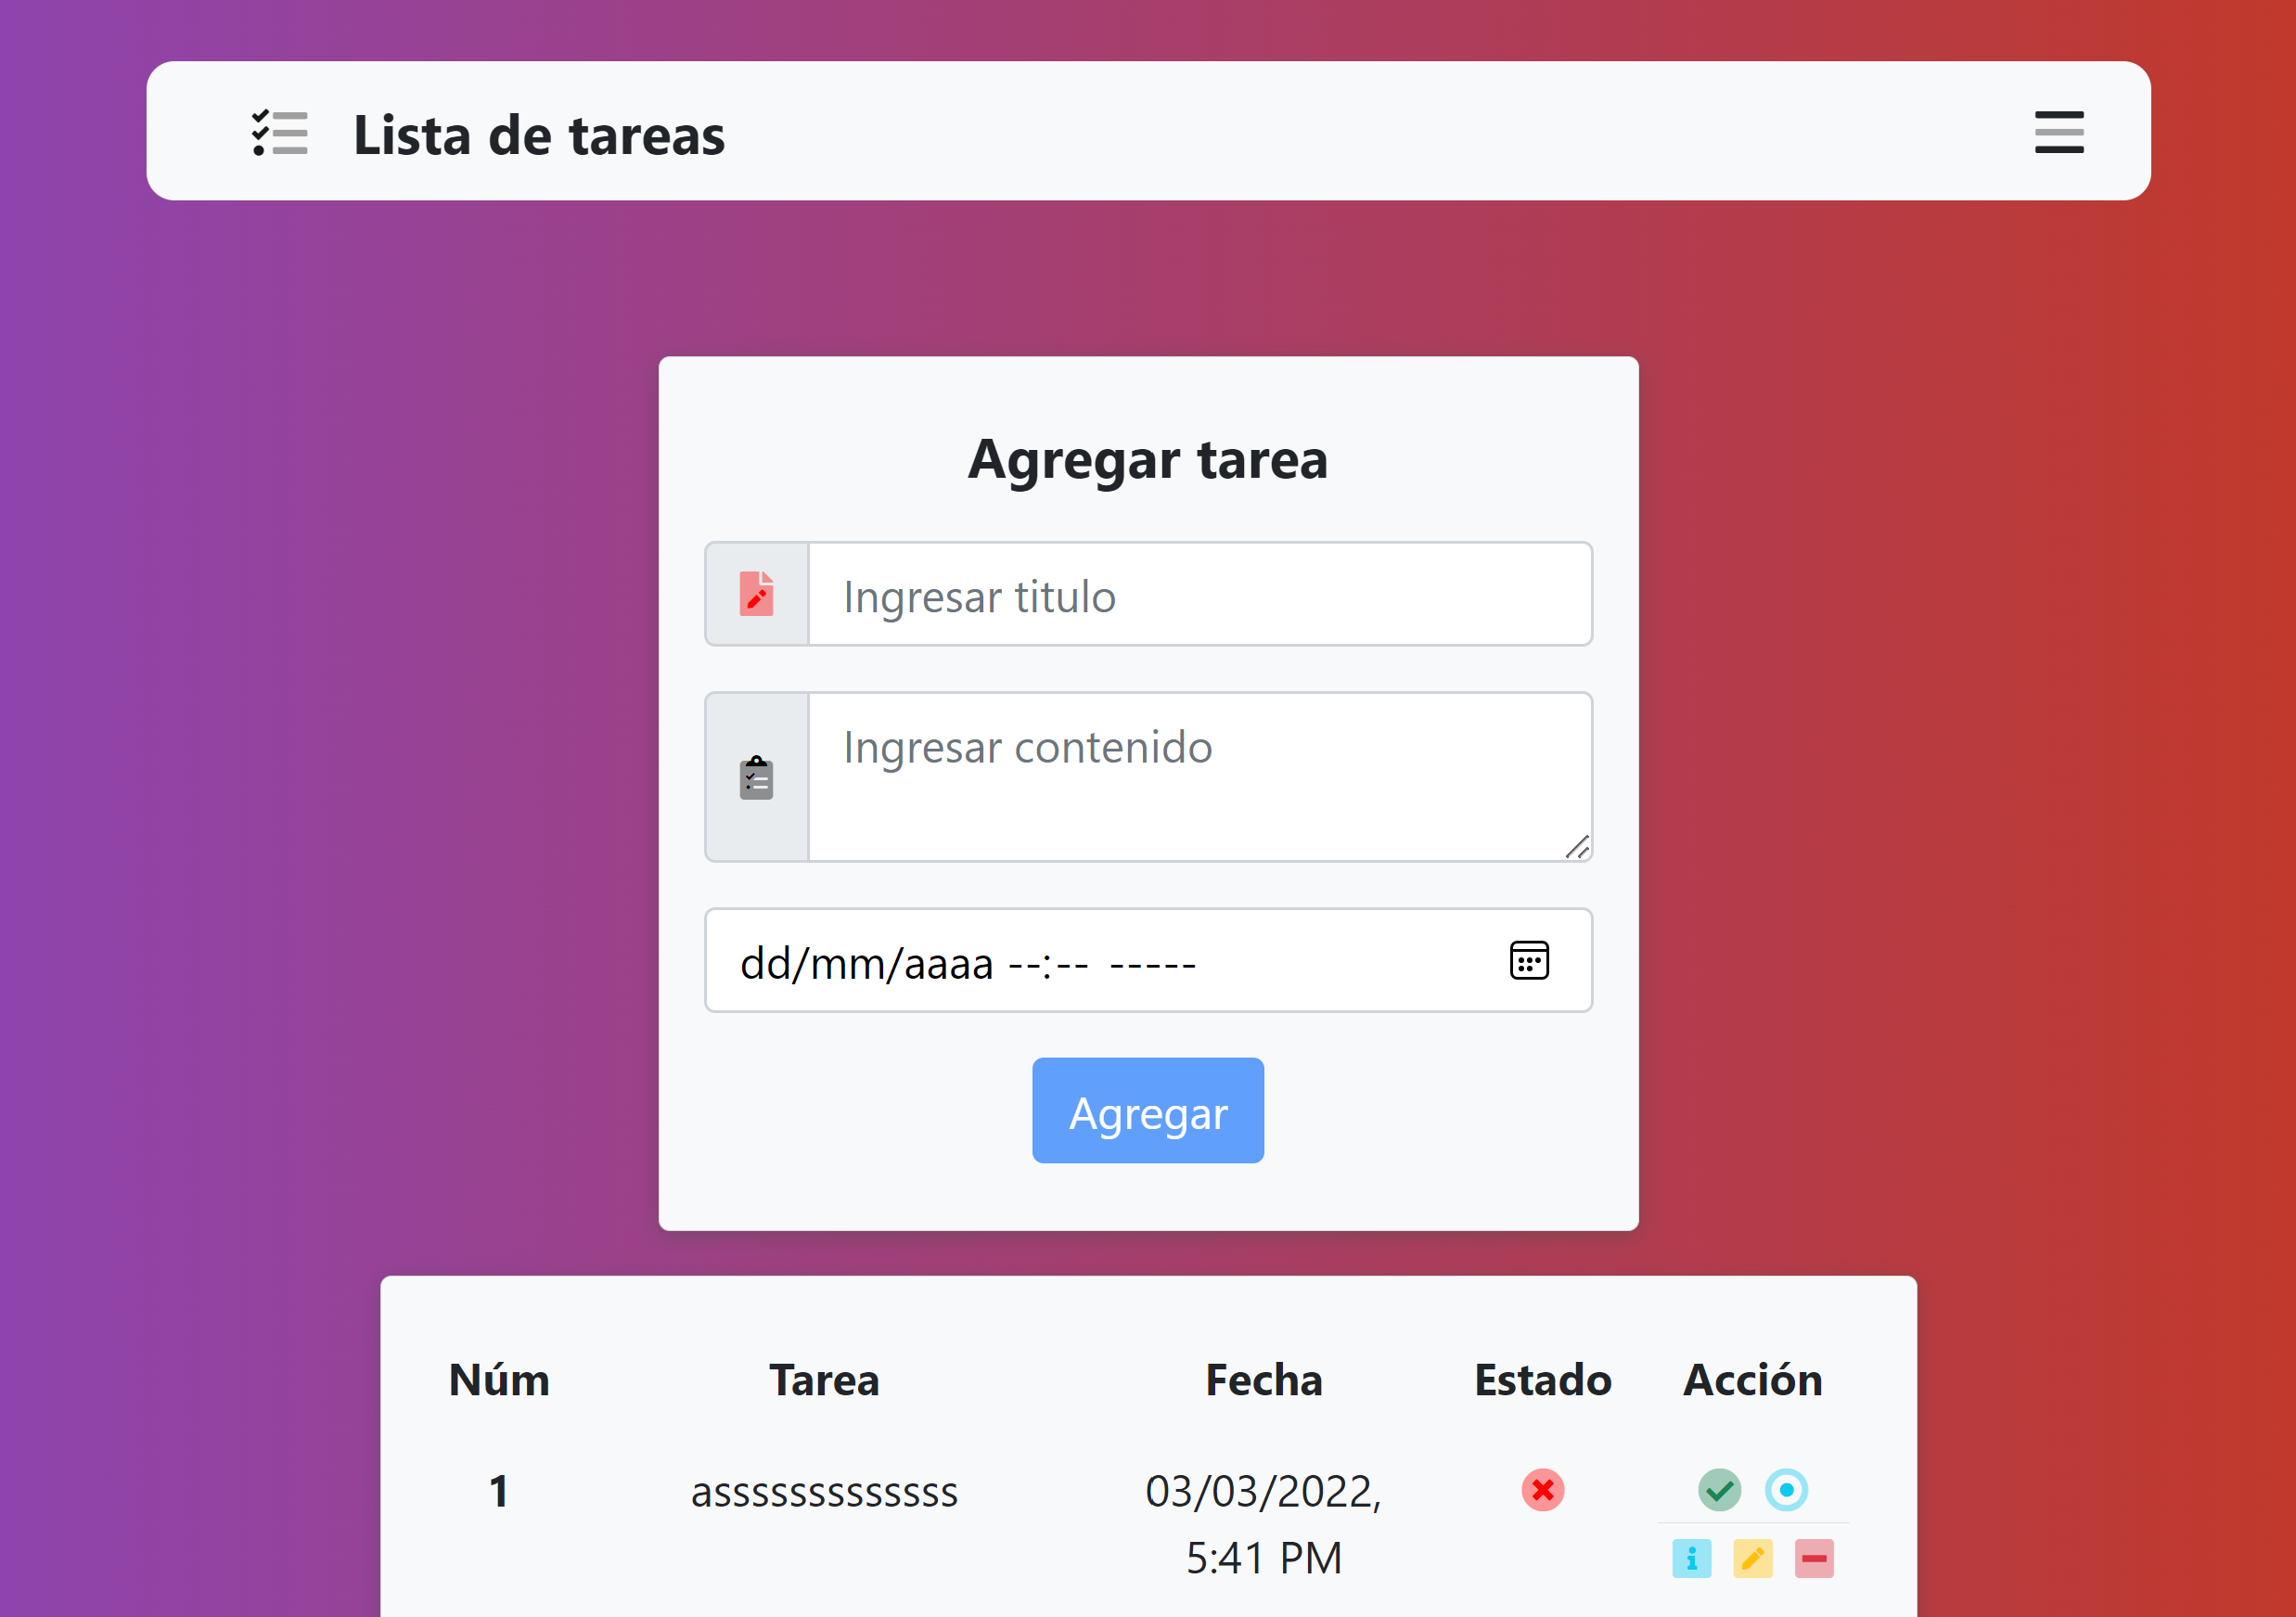 Lista de tareas
Agregar tarea
Ingresar titulo
Ingresar contenido
dd/mm/aaaa --:-- -----
Agregar
Núm Tarea Fecha Estado Acción
1 asssssssssssss 03/03/2022,
5:41 PM